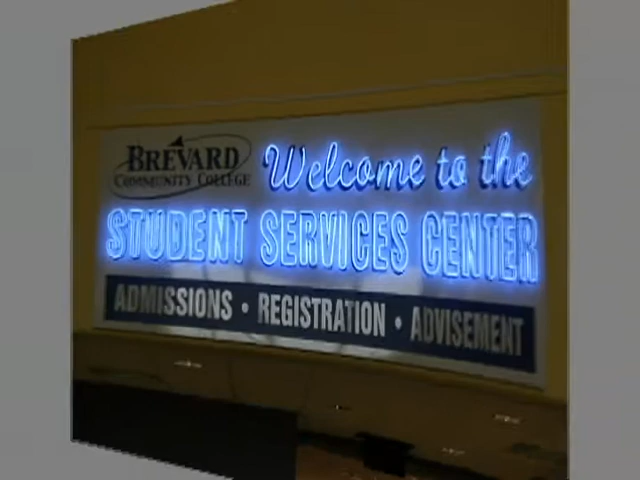 BREVARD
COMMUNITY COLLEGE
Welcome to the
STUDENT SERVICES CENTER
ADMISSIONS • REGISTRATION • ADVISEMENT